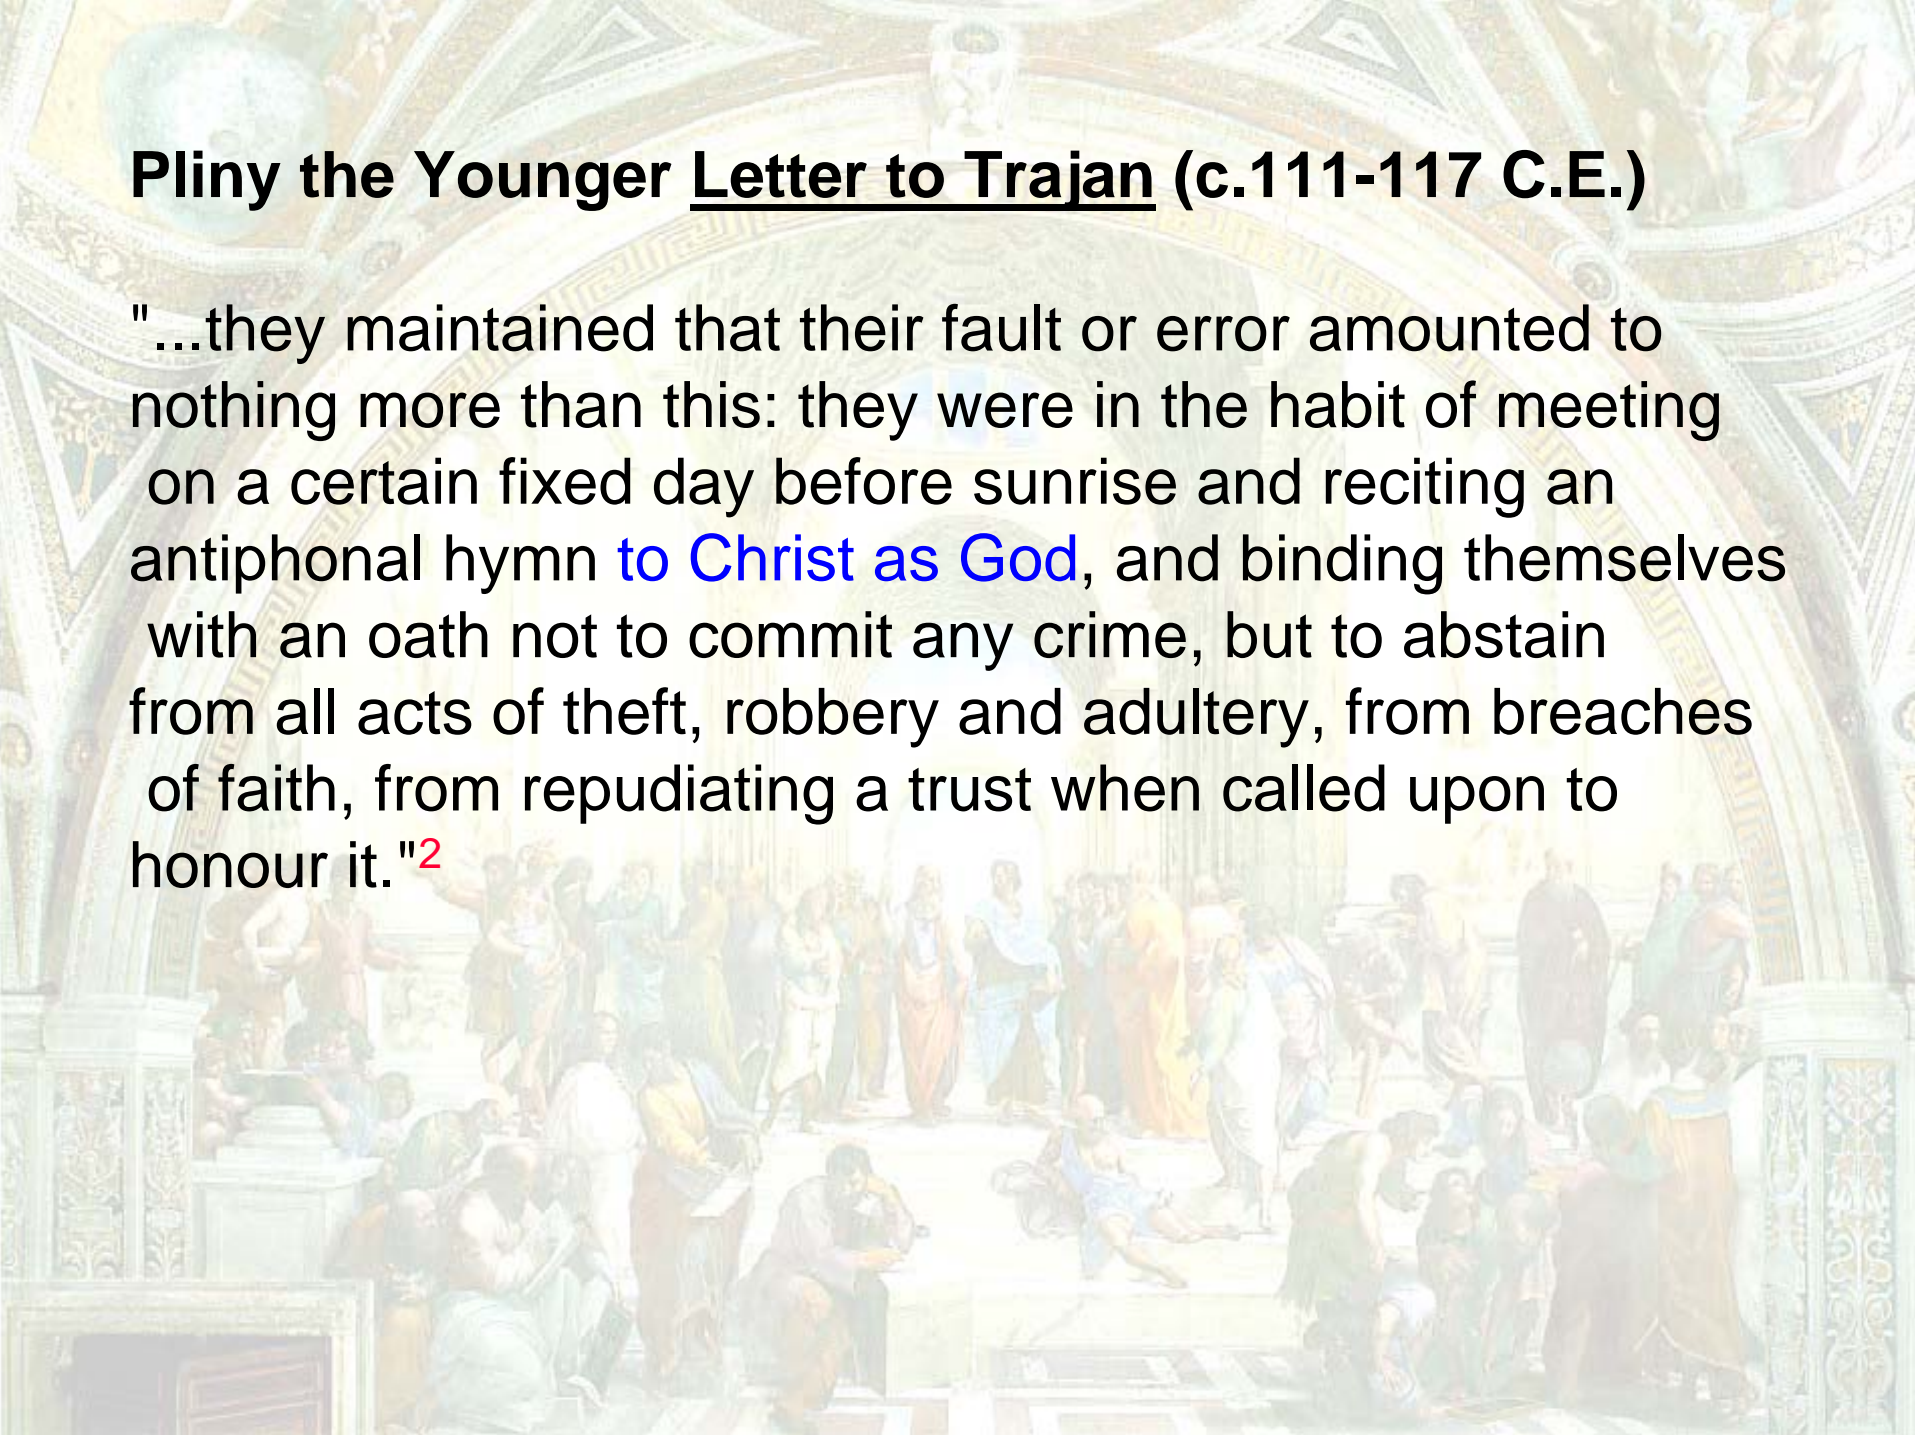 Pliny the Younger Letter to Trajan (c.111-117 C.E.)
"...they maintained that their fault or error amounted to
nothing more than this: they were in the habit of meeting
on a certain fixed day before sunrise and reciting an
antiphonal hymn to Christ as God, and binding themselves
with an oath not to commit any crime, but to abstain
from all acts of theft, robbery and adultery, from breaches
of faith, from repudiating a trust when called upon to
honour it."2